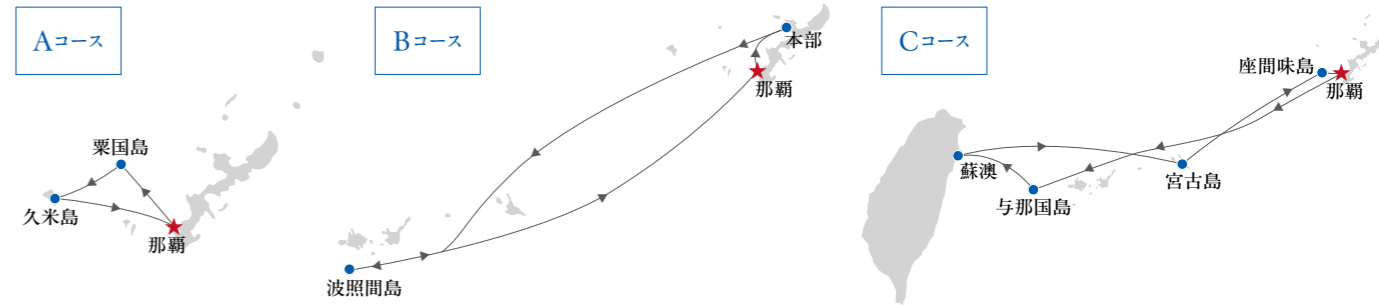 Aコース
粟国島
久米島
那覇
Bコース
本部
那覇
波照間島
Cコース
座間味島
那覇
蘇澳
与那国島
宮古島